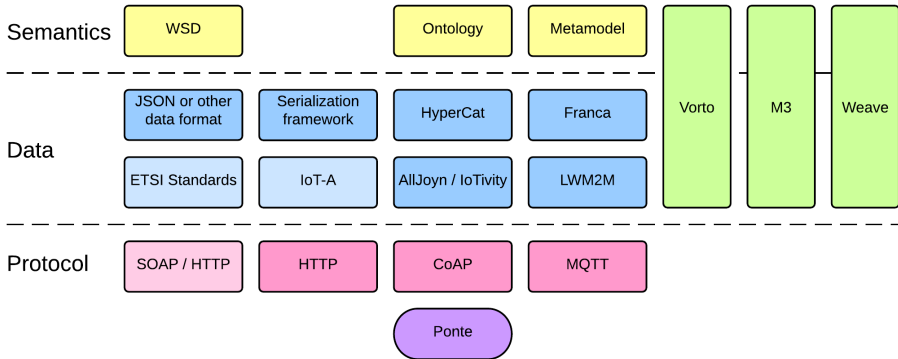 Semantics
WSD
Ontology
Metamodel
Vorto
M3
Weave
Data
JSON or other
data format
Serialization
framework
HyperCat
Franca
ETSI Standards
IoT-A
AllJoyn / IoTivity
LWM2M
Protocol
SOAP / HTTP
HTTP
CoAP
MQTT
Ponte